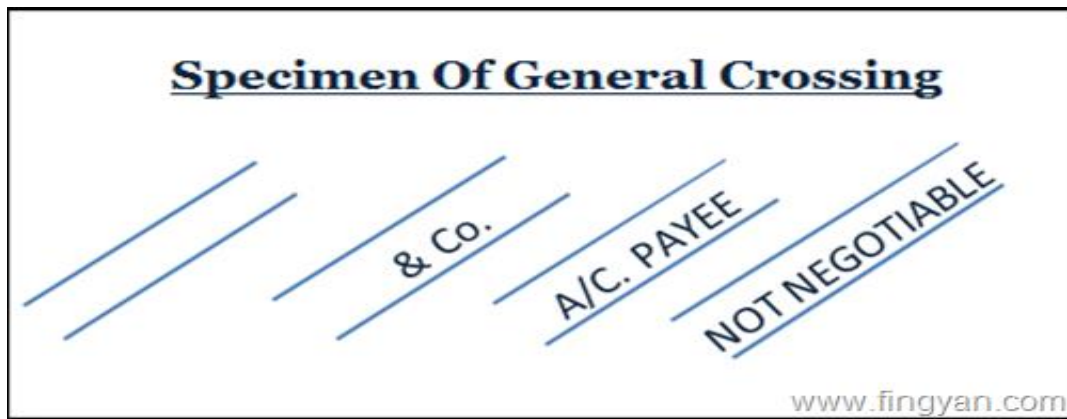 Specimen Of General Crossing
& Co.
A/C. PAYEE
NOT NEGOTIABLE
www.fingyan.com